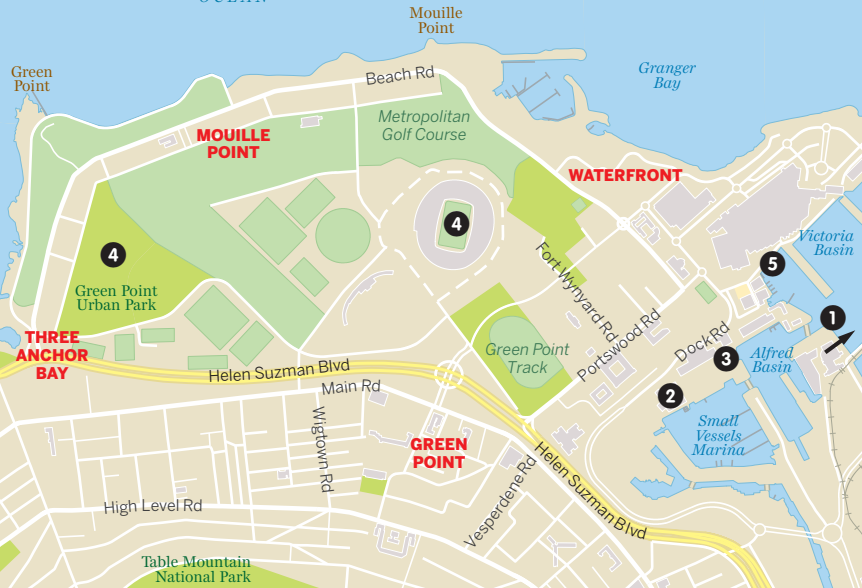 Mouille
Point
Green
Point
Beach Rd
Granger
Bay
Metropolitan
Golf Course
MOUILLE
POINT
WATERFRONT
4
Victoria
Basin
4
5
Fort Wynyard Rd
Green Point
Urban Park
1
THREE
ANCHOR
BAY
Portswood Rd
Dock Rd
Green Point
Track
3
Alfred
Basin
Helen Suzman Blvd
Main Rd
2
Small
Vessels
Marina
Wigtown Rd
GREEN
POINT
Helen Suzman Blvd
Vesperdene Rd
High Level Rd
Table Mountain
National Park